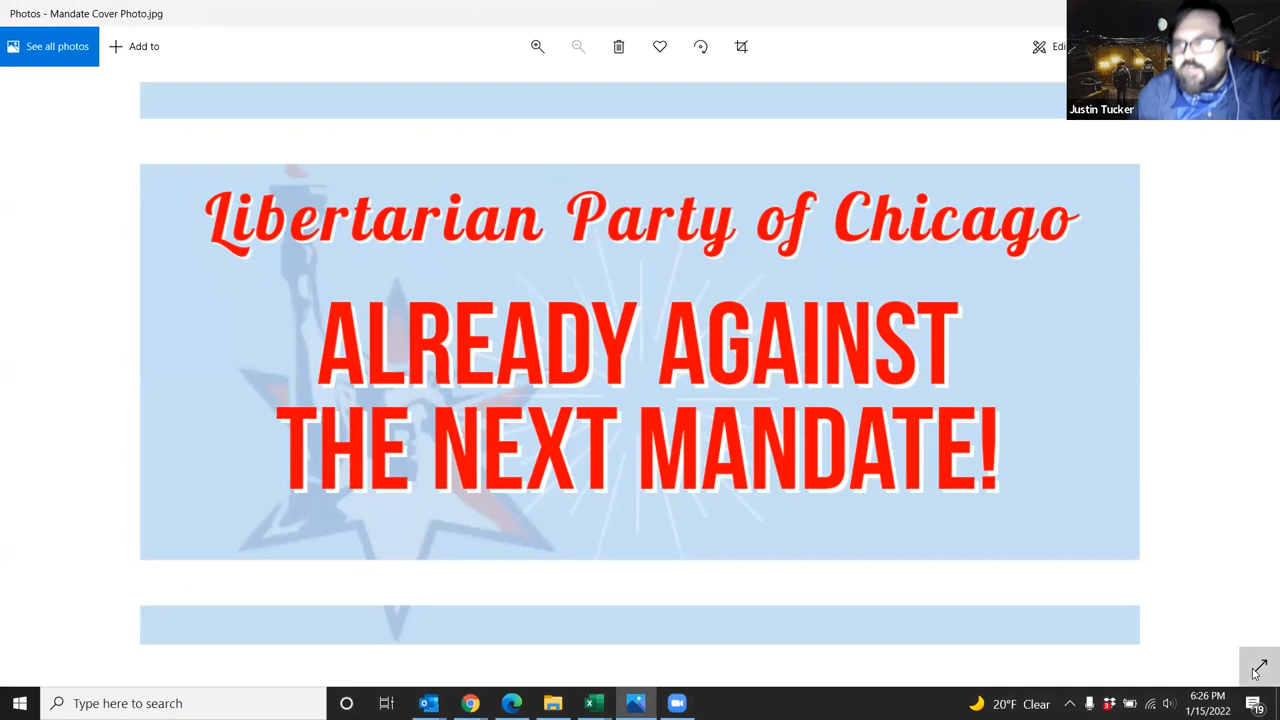 Photos - Mandate Cover Photo.jpg
See all photos
Add to
Justin Tucker
Libertarian Party of Chicago
ALREADY AGAINST
THE NEXT MANDATE!
Type here to search
20°F Clear
6:26 PM
1/15/2022
19